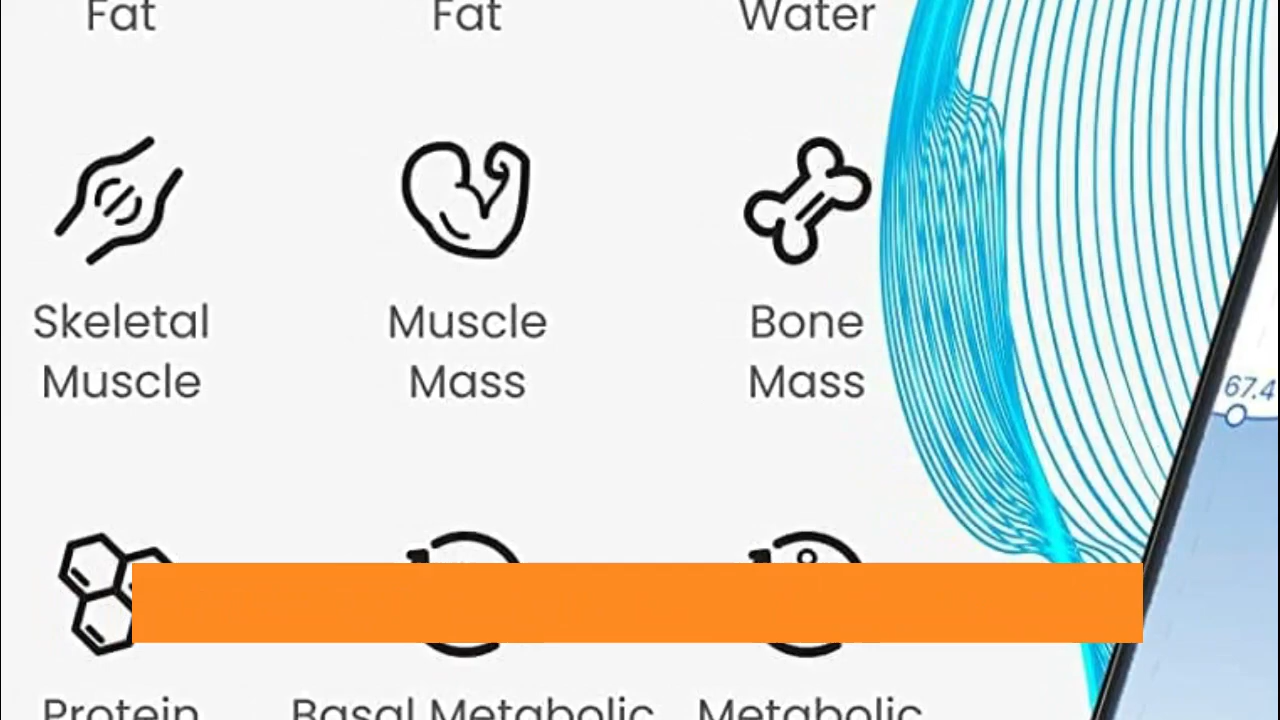 Fat
Fat
Water
Skeletal
Muscle
Muscle
Mass
Bone
Mass
67.4
Protein
Basal Metabolic
Metabolic